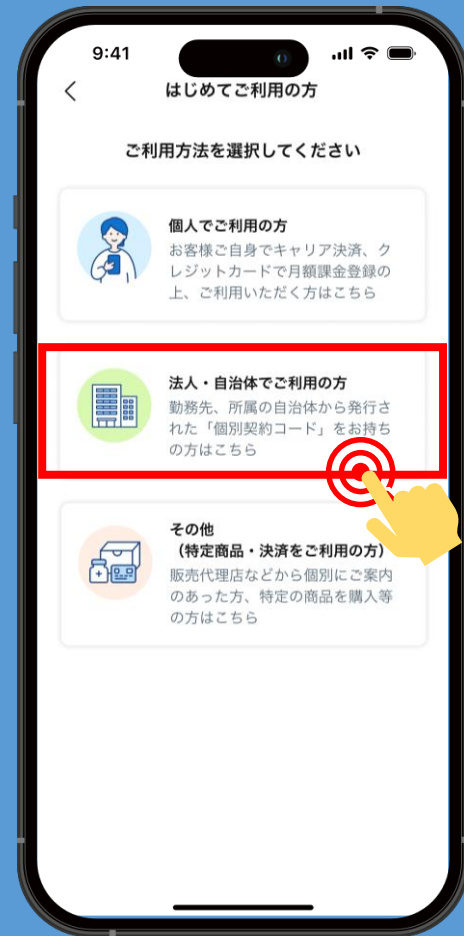 9:41
はじめてご利用の方
ご利用方法を選択してください
個人でご利用の方
お客様ご自身でキャリア決済、ク
レジットカードで月額課金登録の
上、ご利用いただく方はこちら
法人・自治体でご利用の方
勤務先、所属の自治体から発行さ
れた「個別契約コード」をお持ち
の方はこちら
その他
（特定商品・決済をご利用の方）
販売代理店などから個別にご案内
のあった方、特定の商品を購入等
の方はこちら